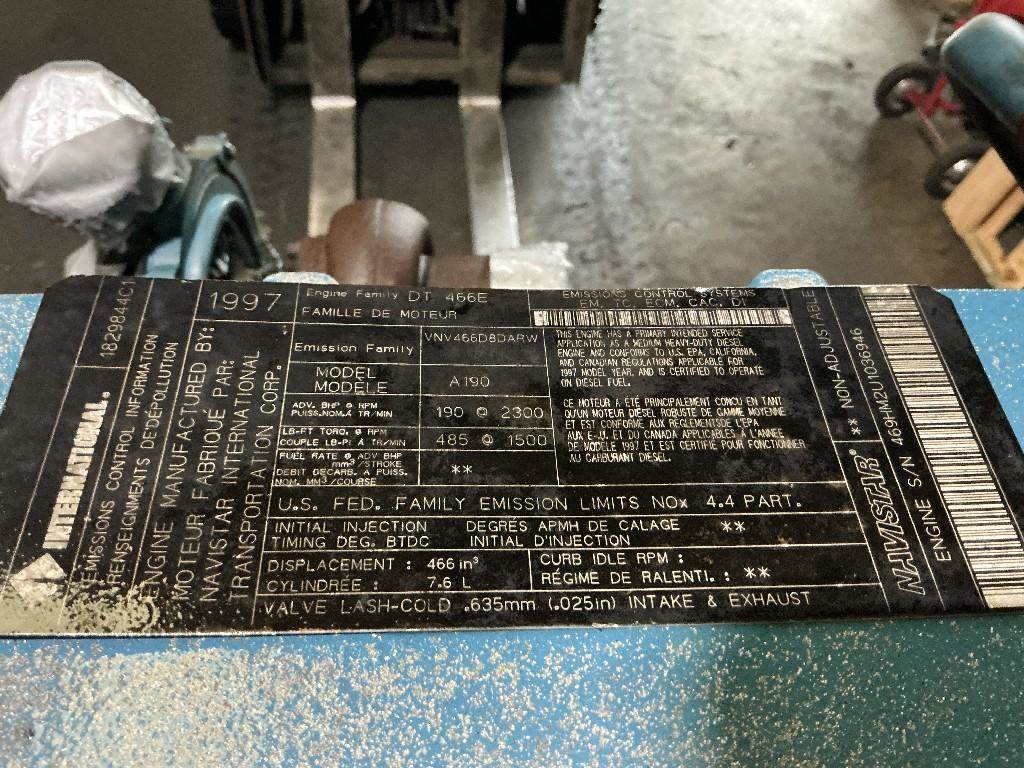 INTERNATIONAL®
1829844C1
EMISSIONS CONTROL INFORMATION
RENSEIGNMENTS DE DÉPOLLUTION
ENGINE MANUFACTURED BY:
MOTEUR FABRIQUÉ PAR:
NAVISTAR INTERNATIONAL
TRANSPORTATION CORP.
1997
Engine Family DT 466E
FAMILLE DE MOTEUR
EMISSIONS CONTROL SYSTEMS
EM, TC, ECM, CAC, DI
Emission Family
VNV466D8DARW
MODEL
MODÈLE
A190
ADV. BHP @ RPM
PUISS.NOM.À TR/MIN
190 @ 2300
LB-FT TORQ. @ RPM
COUPLE LB-PI À TR/MIN
485 @ 1500
FUEL RATE @ ADV BHP
mm³/STROKE
DEBIT DECARB. À PUISS.
NOM. MM³/COURSE
**
THIS ENGINE HAS A PRIMARY INTENDED SERVICE
APPLICATION AS A MEDIUM HEAVY-DUTY DIESEL
ENGINE AND CONFORMS TO U.S. EPA, CALIFORNIA,
AND CANADIAN REGULATIONS APPLICABLE FOR
1997 MODEL YEAR, AND IS CERTIFIED TO OPERATE
ON DIESEL FUEL.
CE MOTEUR A ÉTÉ PRINCIPALEMENT CONCU EN TANT
QU'UN MOTEUR DIESEL ROBUSTE DE GAMME MOYENNE
ET EST CONFORME AUX REGLEMENTS DE L'EPA
AUX É-U. ET DU CANADA APPLICABLES À L'ANNEE
DE MODÈLE 1997 ET EST CERTIFIÉ POUR FONCTIONNER
AU CARBURANT DIESEL.
U.S. FED. FAMILY EMISSION LIMITS NOx 4.4 PART.
INITIAL INJECTION DEGRÉS APMH DE CALAGE **
TIMING DEG. BTDC INITIAL D'INJECTION
DISPLACEMENT : 466 in³
CYLINDRÉE : 7.6 L
CURB IDLE RPM :
RÉGIME DE RALENTI. : **
VALVE LASH-COLD .635mm (.025in) INTAKE & EXHAUST
** NON-ADJUSTABLE
NAVISTAR®
ENGINE S/N 469HM2U1036946